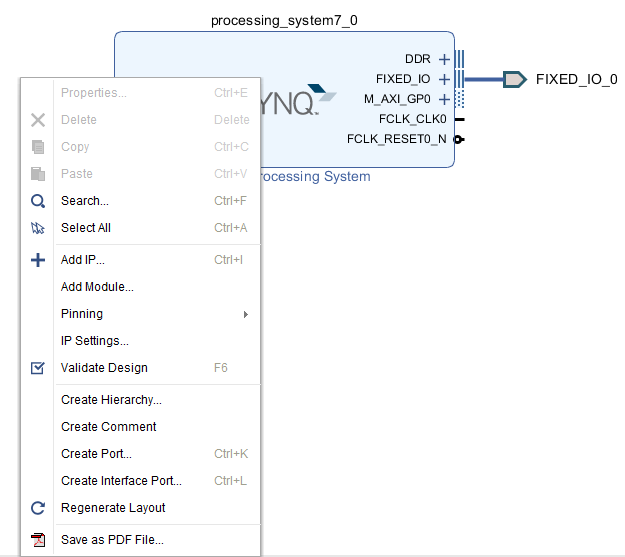 processing_system7_0
DDR
FIXED_IO
FIXED_IO_0
M_AXI_GP0
FCLK_CLK0
FCLK_RESET0_N
YNQ
rocessing System
Properties... Ctrl+E
Delete Delete
Copy Ctrl+C
Paste Ctrl+V
Search... Ctrl+F
Select All Ctrl+A
Add IP... Ctrl+I
Add Module...
Pinning
IP Settings...
Validate Design F6
Create Hierarchy...
Create Comment
Create Port... Ctrl+K
Create Interface Port... Ctrl+L
Regenerate Layout
Save as PDF File...